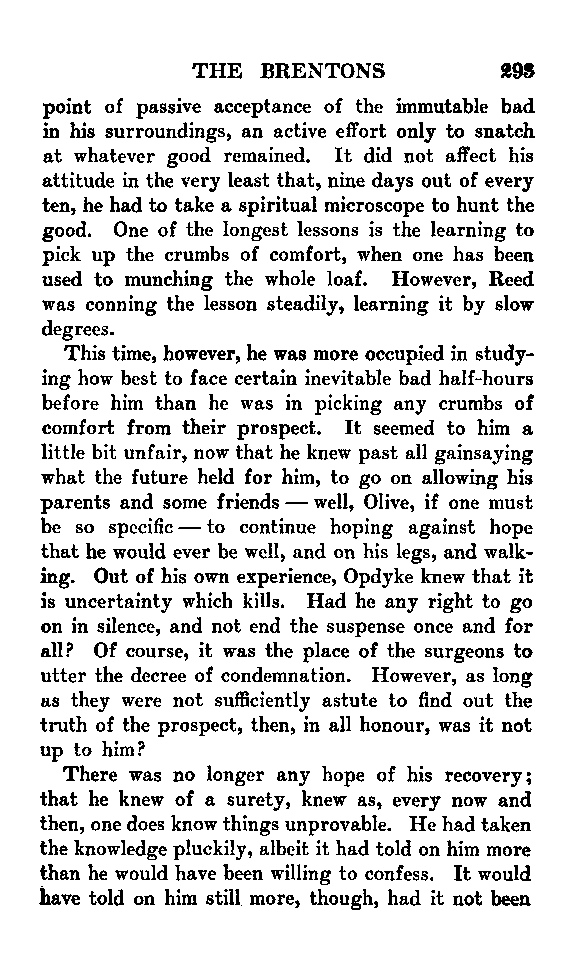 THE BRENTONS 293
point of passive acceptance of the immutable bad
in his surroundings, an active effort only to snatch
at whatever good remained. It did not affect his
attitude in the very least that, nine days out of every
ten, he had to take a spiritual microscope to hunt the
good. One of the longest lessons is the learning to
pick up the crumbs of comfort, when one has been
used to munching the whole loaf. However, Reed
was conning the lesson steadily, learning it by slow
degrees.
This time, however, he was more occupied in study-
ing how best to face certain inevitable bad half-hours
before him than he was in picking any crumbs of
comfort from their prospect. It seemed to him a
little bit unfair, now that he knew past all gainsaying
what the future held for him, to go on allowing his
parents and some friends — well, Olive, if one must
be so specific — to continue hoping against hope
that he would ever be well, and on his legs, and walk-
ing. Out of his own experience, Opdyke knew that it
is uncertainty which kills. Had he any right to go
on in silence, and not end the suspense once and for
all? Of course, it was the place of the surgeons to
utter the decree of condemnation. However, as long
as they were not sufficiently astute to find out the
truth of the prospect, then, in all honour, was it not
up to him?
There was no longer any hope of his recovery;
that he knew of a surety, knew as, every now and
then, one does know things unprovable. He had taken
the knowledge pluckily, albeit it had told on him more
than he would have been willing to confess. It would
have told on him still more, though, had it not been